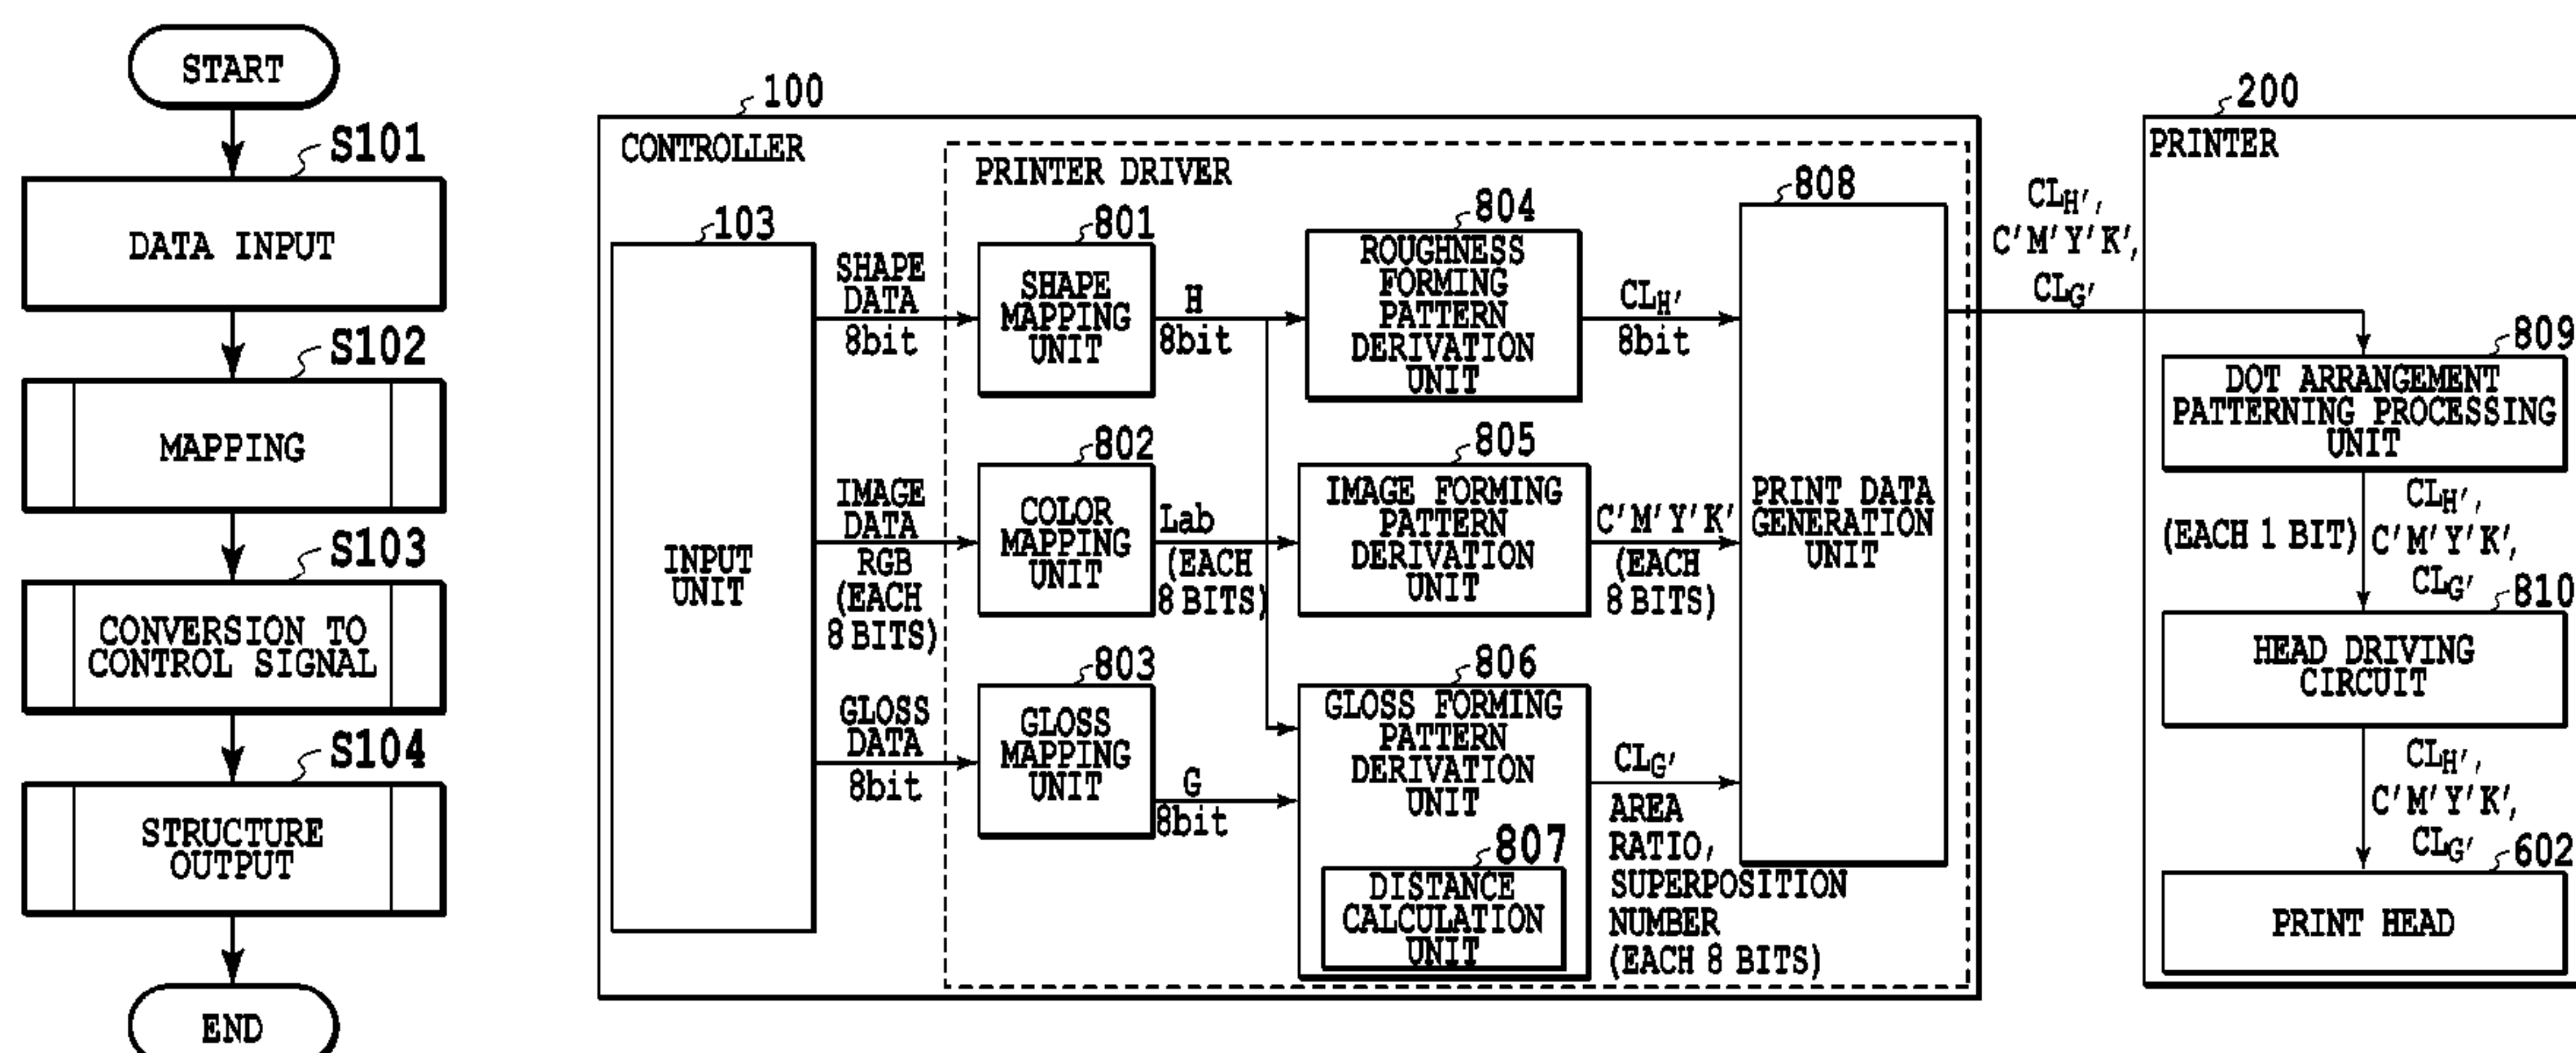 START
S101
DATA INPUT
S102
MAPPING
S103
CONVERSION TO
CONTROL SIGNAL
S104
STRUCTURE
OUTPUT
END
100
CONTROLLER
103
INPUT
UNIT
SHAPE
DATA
8bit
IMAGE
DATA
RGB
(EACH
8 BITS)
GLOSS
DATA
8bit
PRINTER DRIVER
801
SHAPE
MAPPING
UNIT
H
8bit
802
COLOR
MAPPING
UNIT
Lab
(EACH
8 BITS)
803
GLOSS
MAPPING
UNIT
G
8bit
804
ROUGHNESS
FORMING
PATTERN
DERIVATION
UNIT
CLH'
8bit
805
IMAGE FORMING
PATTERN
DERIVATION
UNIT
C'M'Y'K'
(EACH
8 BITS)
806
GLOSS FORMING
PATTERN
DERIVATION
UNIT
807
DISTANCE
CALCULATION
UNIT
CLG'
AREA
RATIO,
SUPERPOSITION
NUMBER
(EACH 8 BITS)
808
PRINT DATA
GENERATION
UNIT
CLH',
C'M'Y'K',
CLG'
200
PRINTER
809
DOT ARRANGEMENT
PATTERNING PROCESSING
UNIT
(EACH 1 BIT)
CLH',
C'M'Y'K',
CLG'
810
HEAD DRIVING
CIRCUIT
CLH',
C'M'Y'K',
CLG'
602
PRINT HEAD